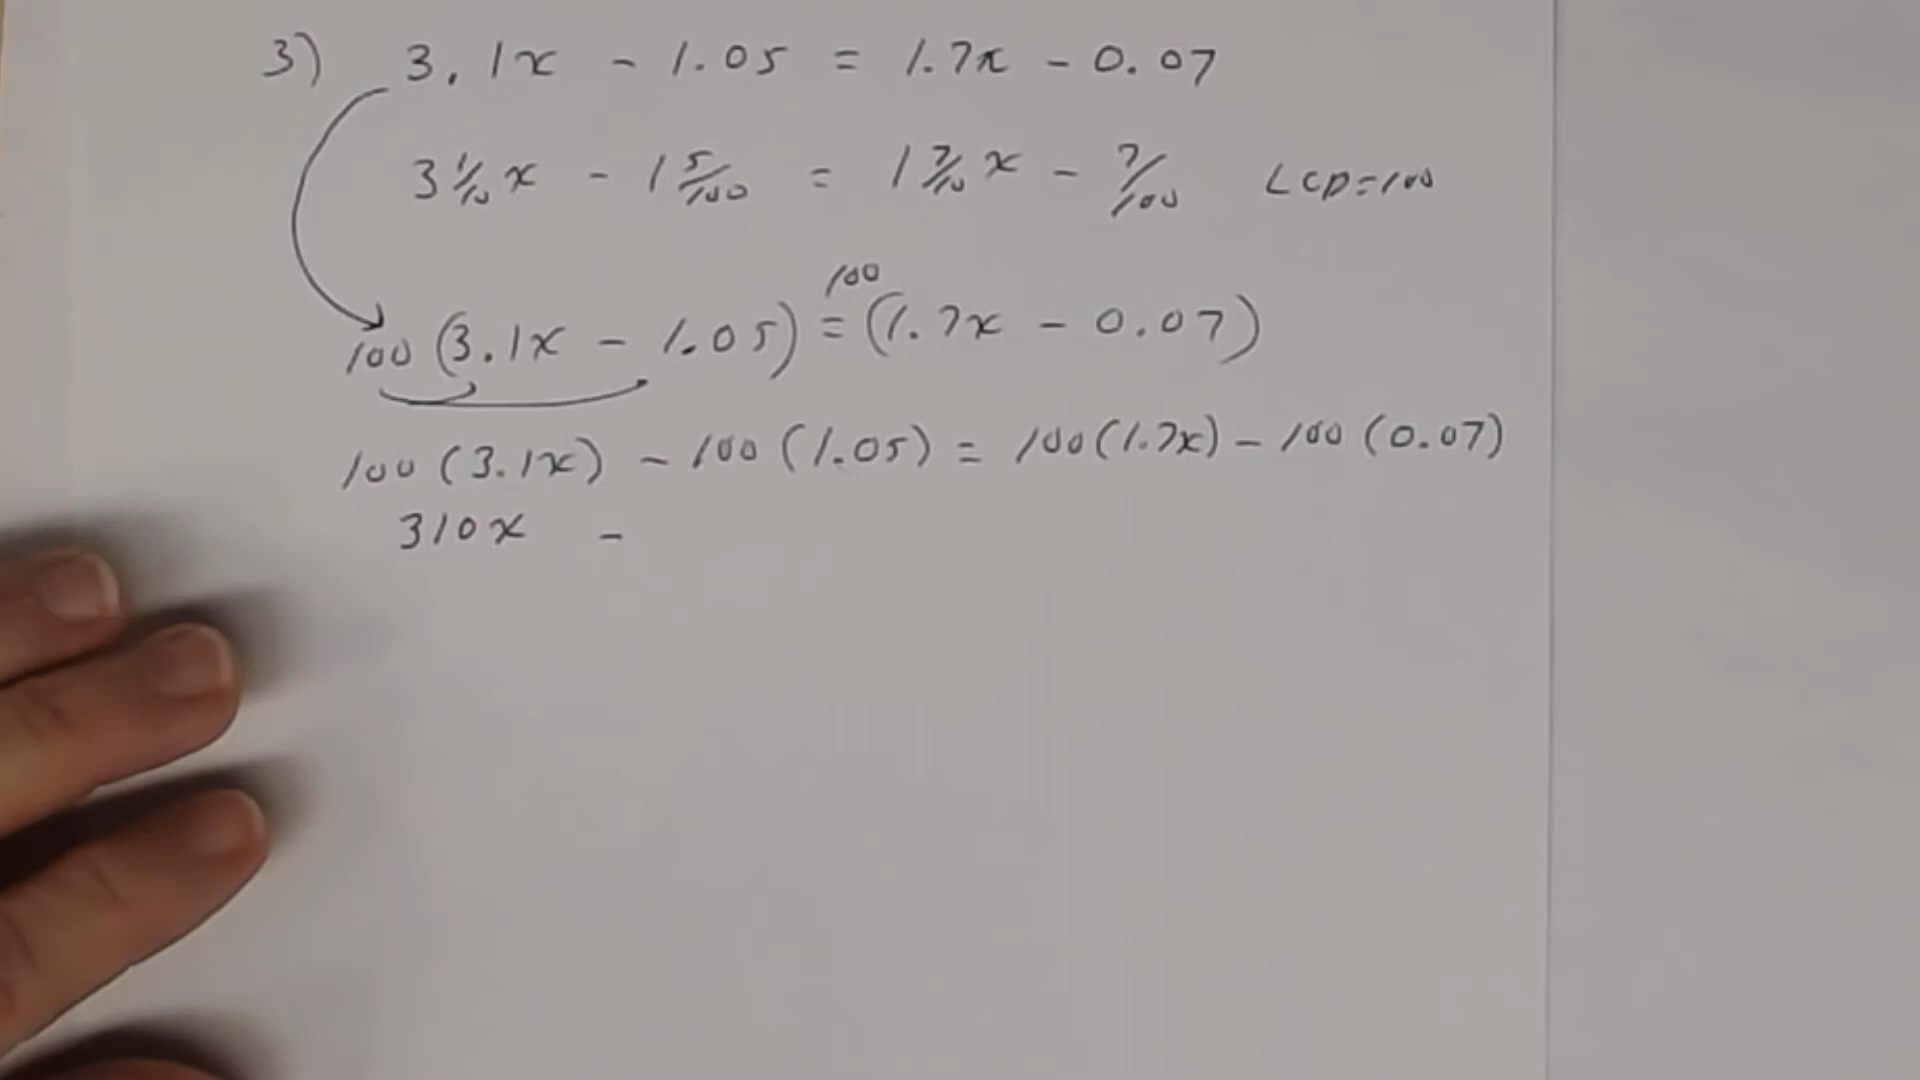 3) 3.1x - 1.05 = 1.7x - 0.07
3 1/10 x - 1 5/100 = 1 7/10 x - 7/100 LCD=100
100 (3.1x - 1.05) = 100 (1.7x - 0.07)
100 (3.1x) - 100 (1.05) = 100 (1.7x) - 100 (0.07)
310x -